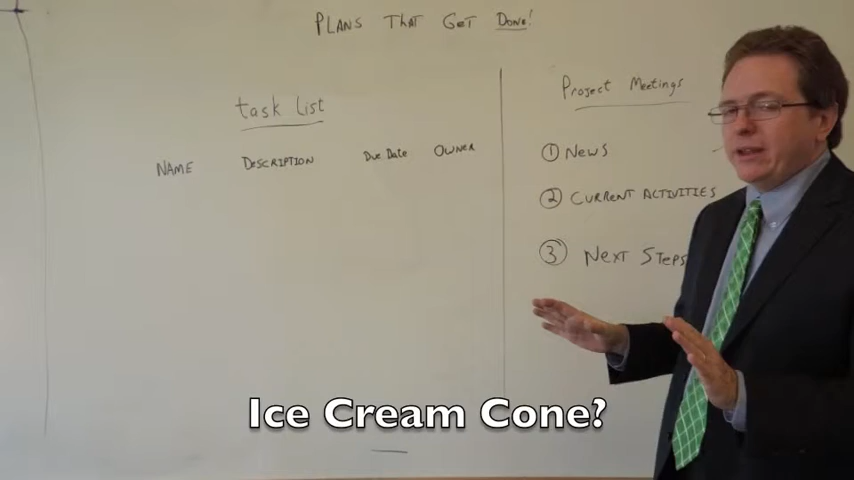 Plans That Get Done!
Task List
Name Description Due Date Owner
Project Meetings
① News
② Current Activities
③ Next Steps
Ice Cream Cone?